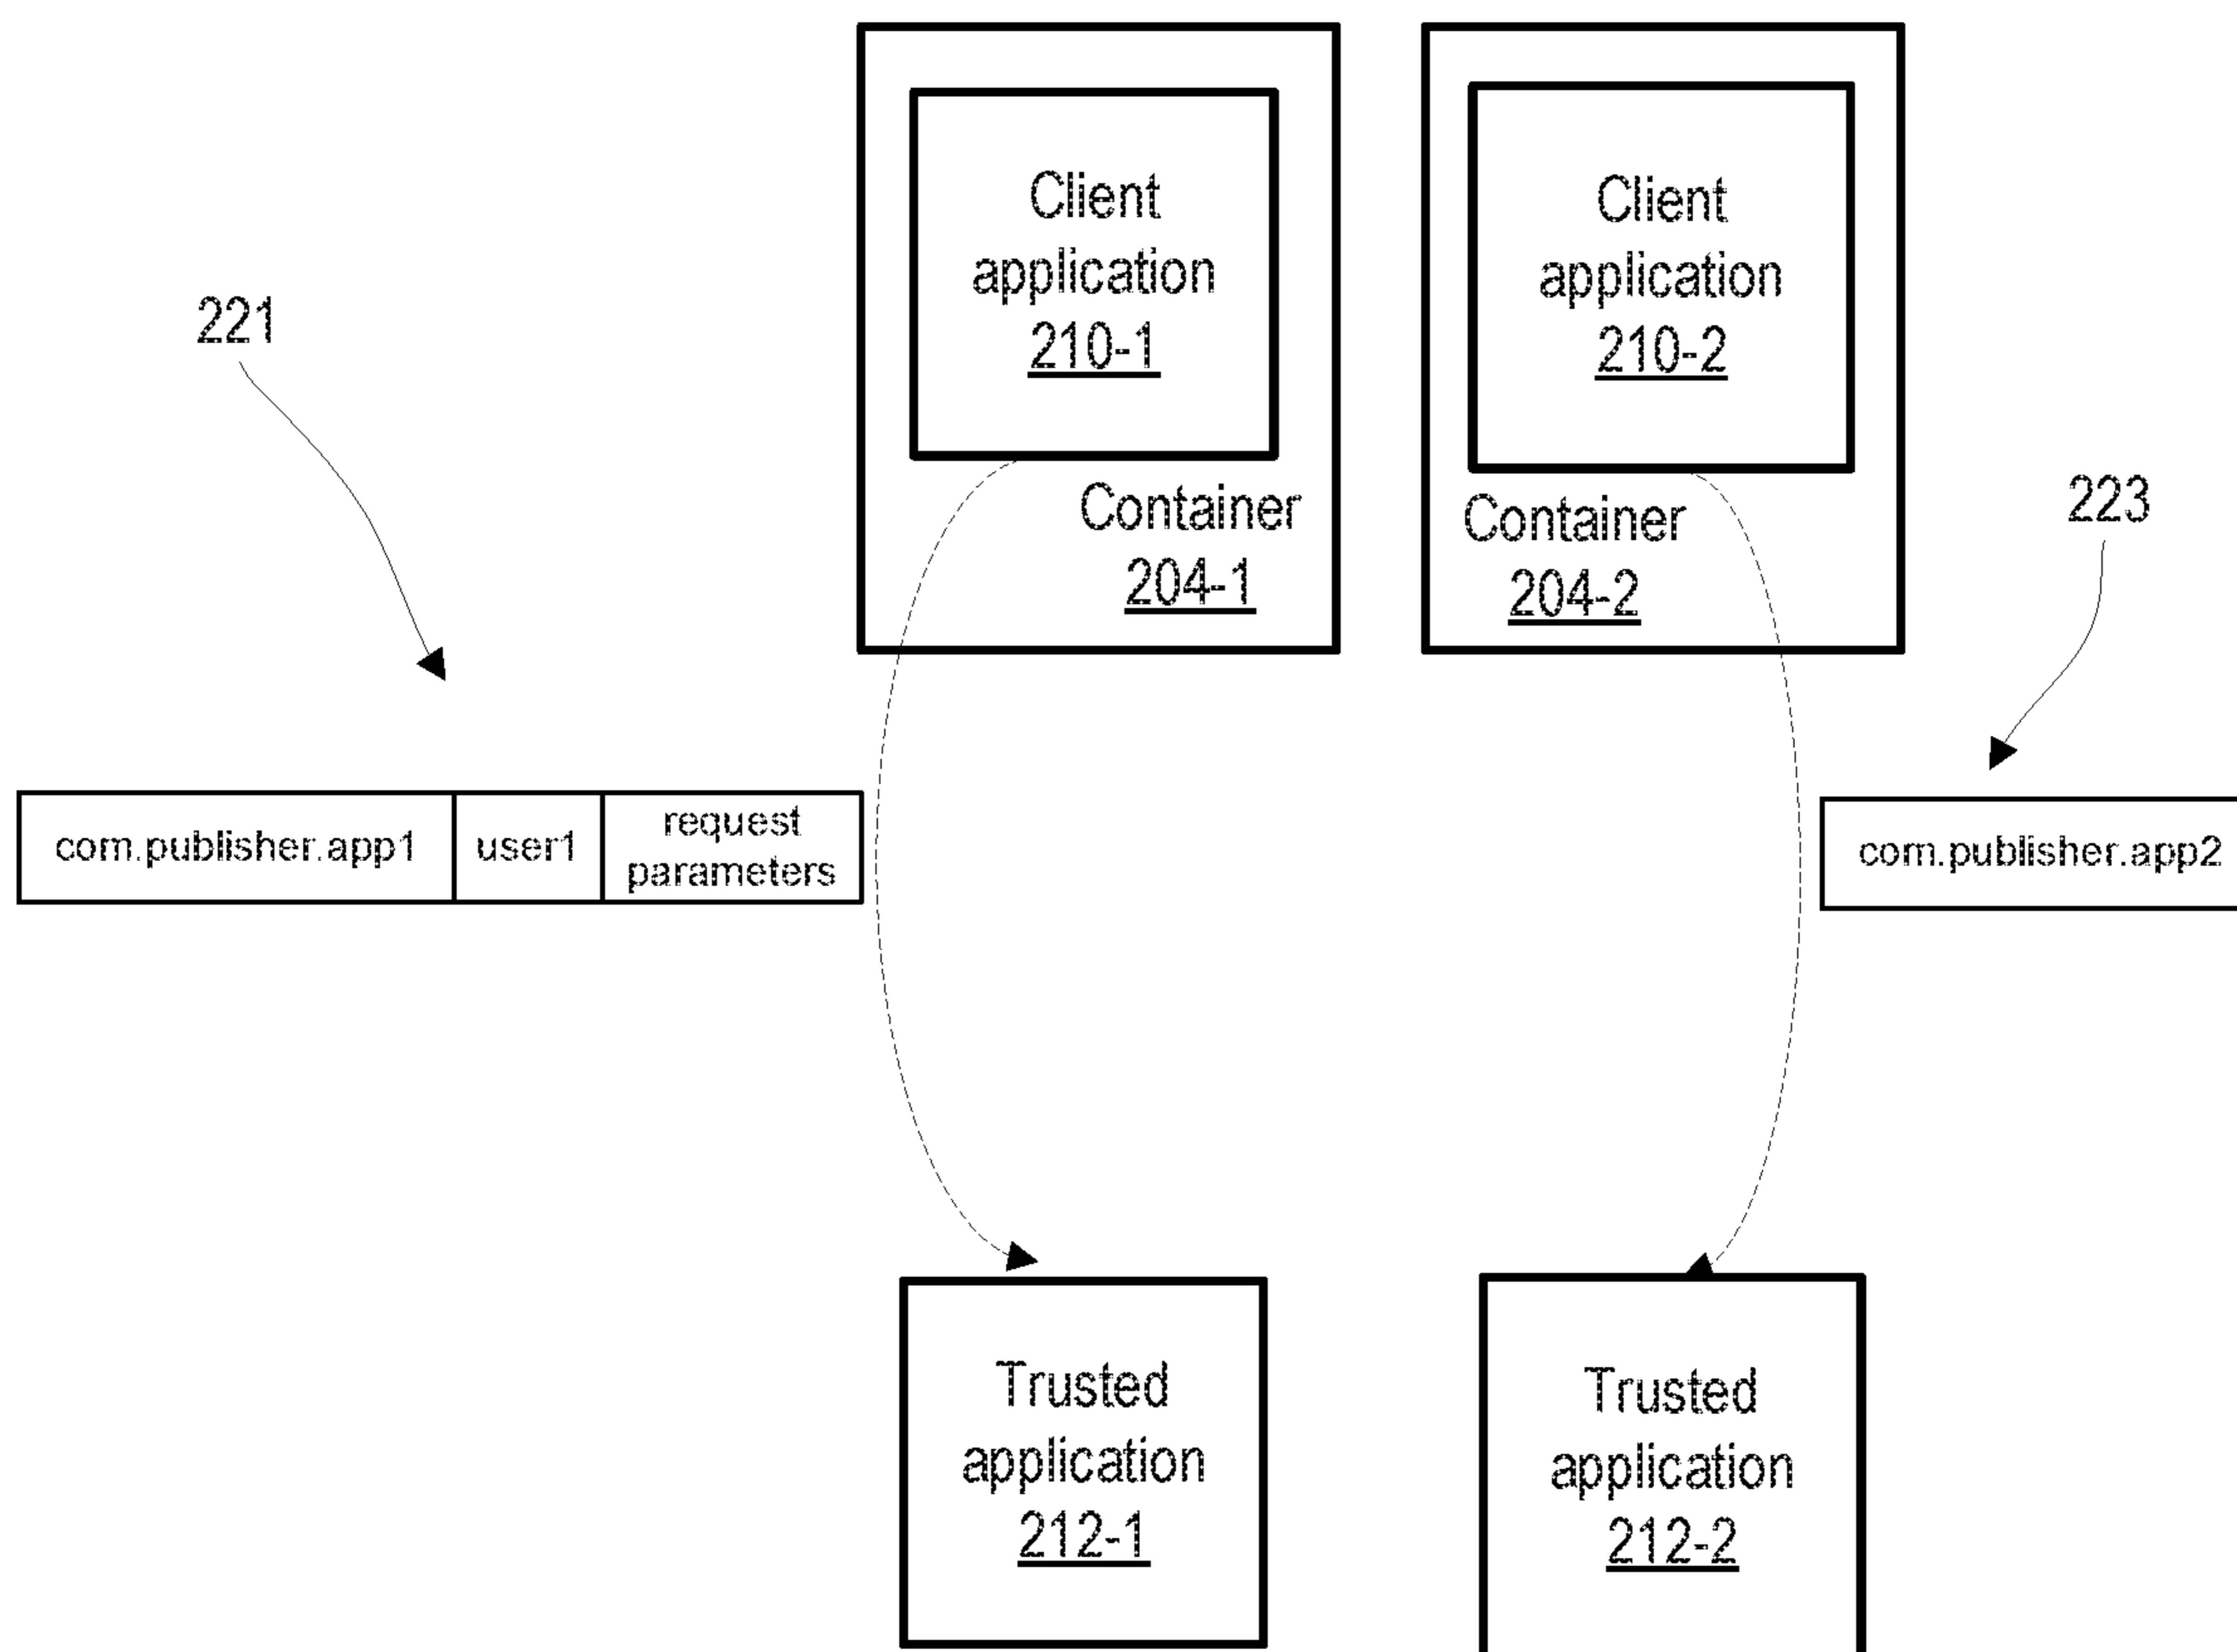 Client
application
210-1
Container
204-1
Client
application
210-2
Container
204-2
221
223
com.publisher.app1
user1
request
parameters
com.publisher.app2
Trusted
application
212-1
Trusted
application
212-2